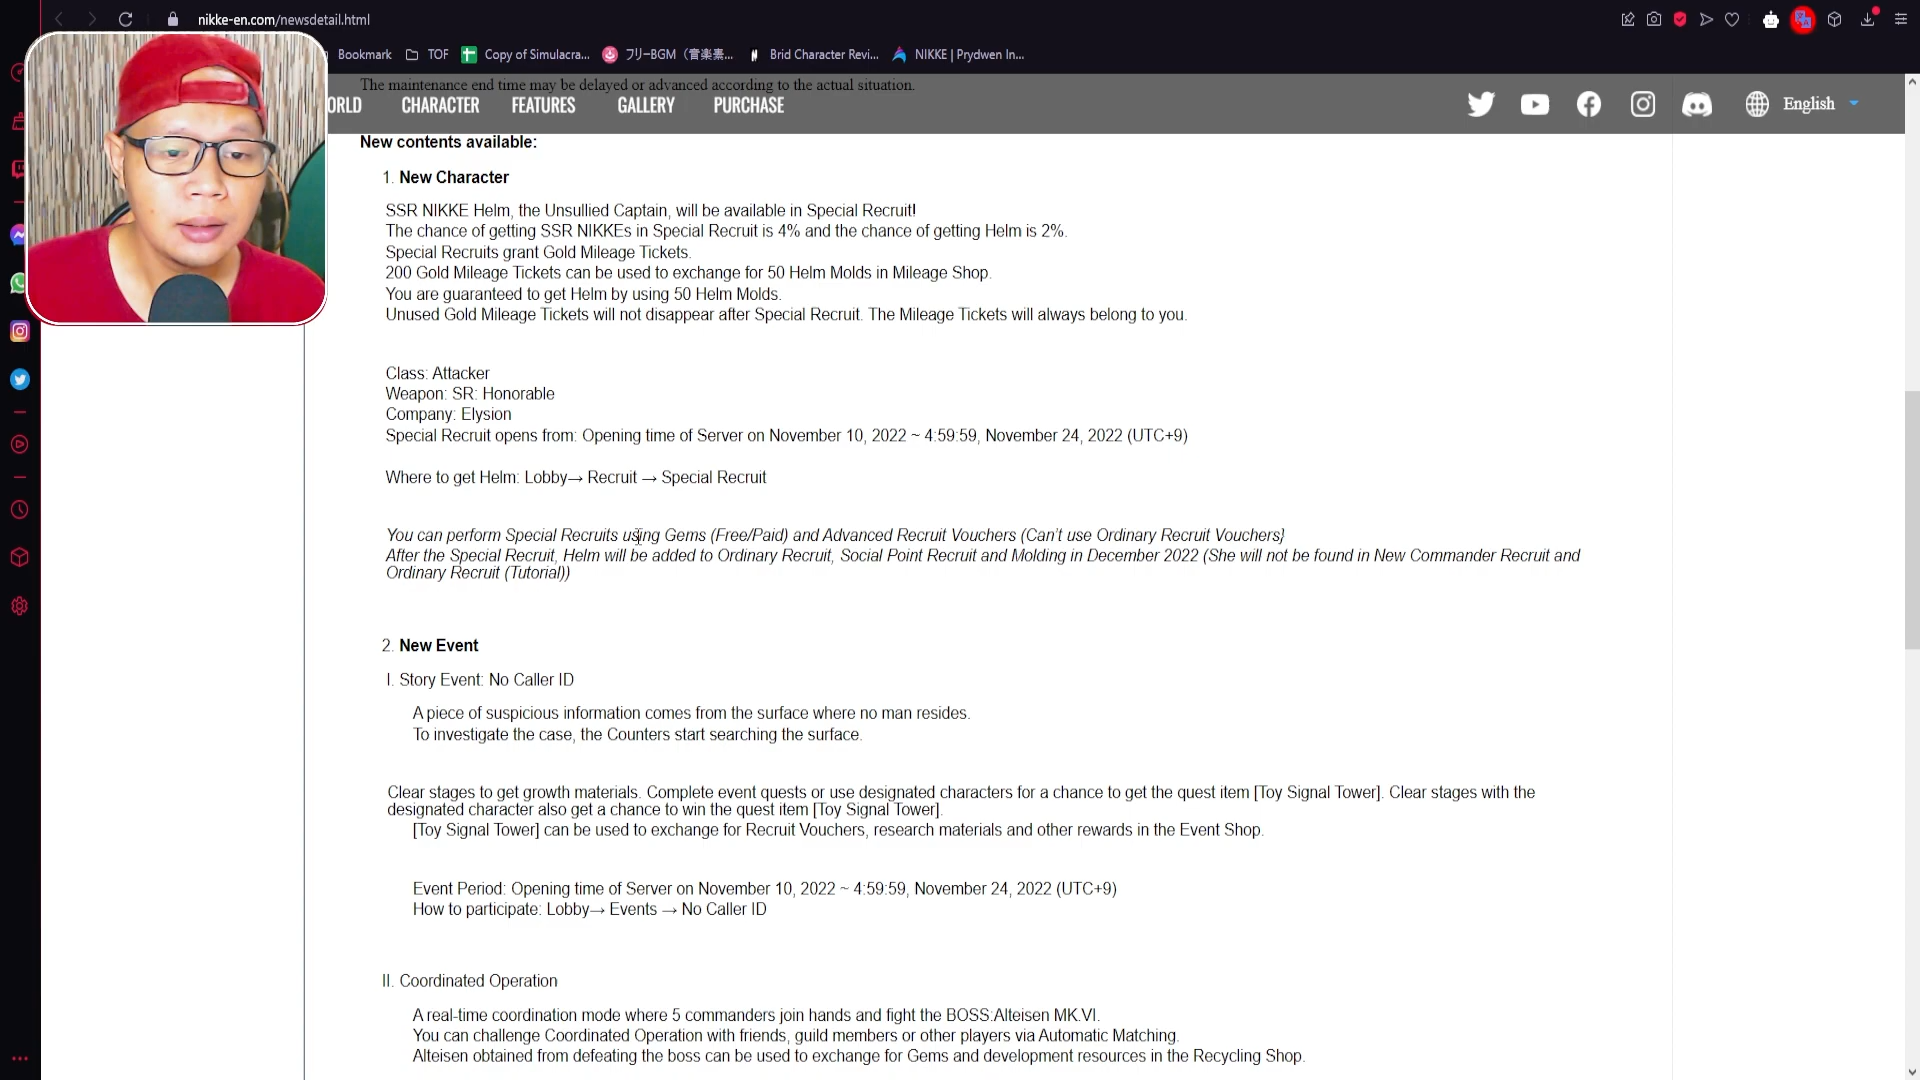 nikke-en.com/newsdetail.html
Bookmark TOF Copy of Simulacra... フリーBGM（音楽素... Brid Character Revi... NIKKE | Prydwen In...
The maintenance end time may be delayed or advanced according to the actual situation.
ORLD CHARACTER FEATURES GALLERY PURCHASE English
New contents available:
1. New Character
SSR NIKKE Helm, the Unsullied Captain, will be available in Special Recruit!
The chance of getting SSR NIKKEs in Special Recruit is 4% and the chance of getting Helm is 2%.
Special Recruits grant Gold Mileage Tickets.
200 Gold Mileage Tickets can be used to exchange for 50 Helm Molds in Mileage Shop.
You are guaranteed to get Helm by using 50 Helm Molds.
Unused Gold Mileage Tickets will not disappear after Special Recruit. The Mileage Tickets will always belong to you.
Class: Attacker
Weapon: SR: Honorable
Company: Elysion
Special Recruit opens from: Opening time of Server on November 10, 2022 ~ 4:59:59, November 24, 2022 (UTC+9)
Where to get Helm: Lobby→ Recruit → Special Recruit
You can perform Special Recruits using Gems (Free/Paid) and Advanced Recruit Vouchers (Can't use Ordinary Recruit Vouchers}
After the Special Recruit, Helm will be added to Ordinary Recruit, Social Point Recruit and Molding in December 2022 (She will not be found in New Commander Recruit and
Ordinary Recruit (Tutorial))
2. New Event
I. Story Event: No Caller ID
A piece of suspicious information comes from the surface where no man resides.
To investigate the case, the Counters start searching the surface.
Clear stages to get growth materials. Complete event quests or use designated characters for a chance to get the quest item [Toy Signal Tower]. Clear stages with the
designated character also get a chance to win the quest item [Toy Signal Tower].
[Toy Signal Tower] can be used to exchange for Recruit Vouchers, research materials and other rewards in the Event Shop.
Event Period: Opening time of Server on November 10, 2022 ~ 4:59:59, November 24, 2022 (UTC+9)
How to participate: Lobby→ Events → No Caller ID
II. Coordinated Operation
A real-time coordination mode where 5 commanders join hands and fight the BOSS:Alteisen MK.VI.
You can challenge Coordinated Operation with friends, guild members or other players via Automatic Matching.
Alteisen obtained from defeating the boss can be used to exchange for Gems and development resources in the Recycling Shop.